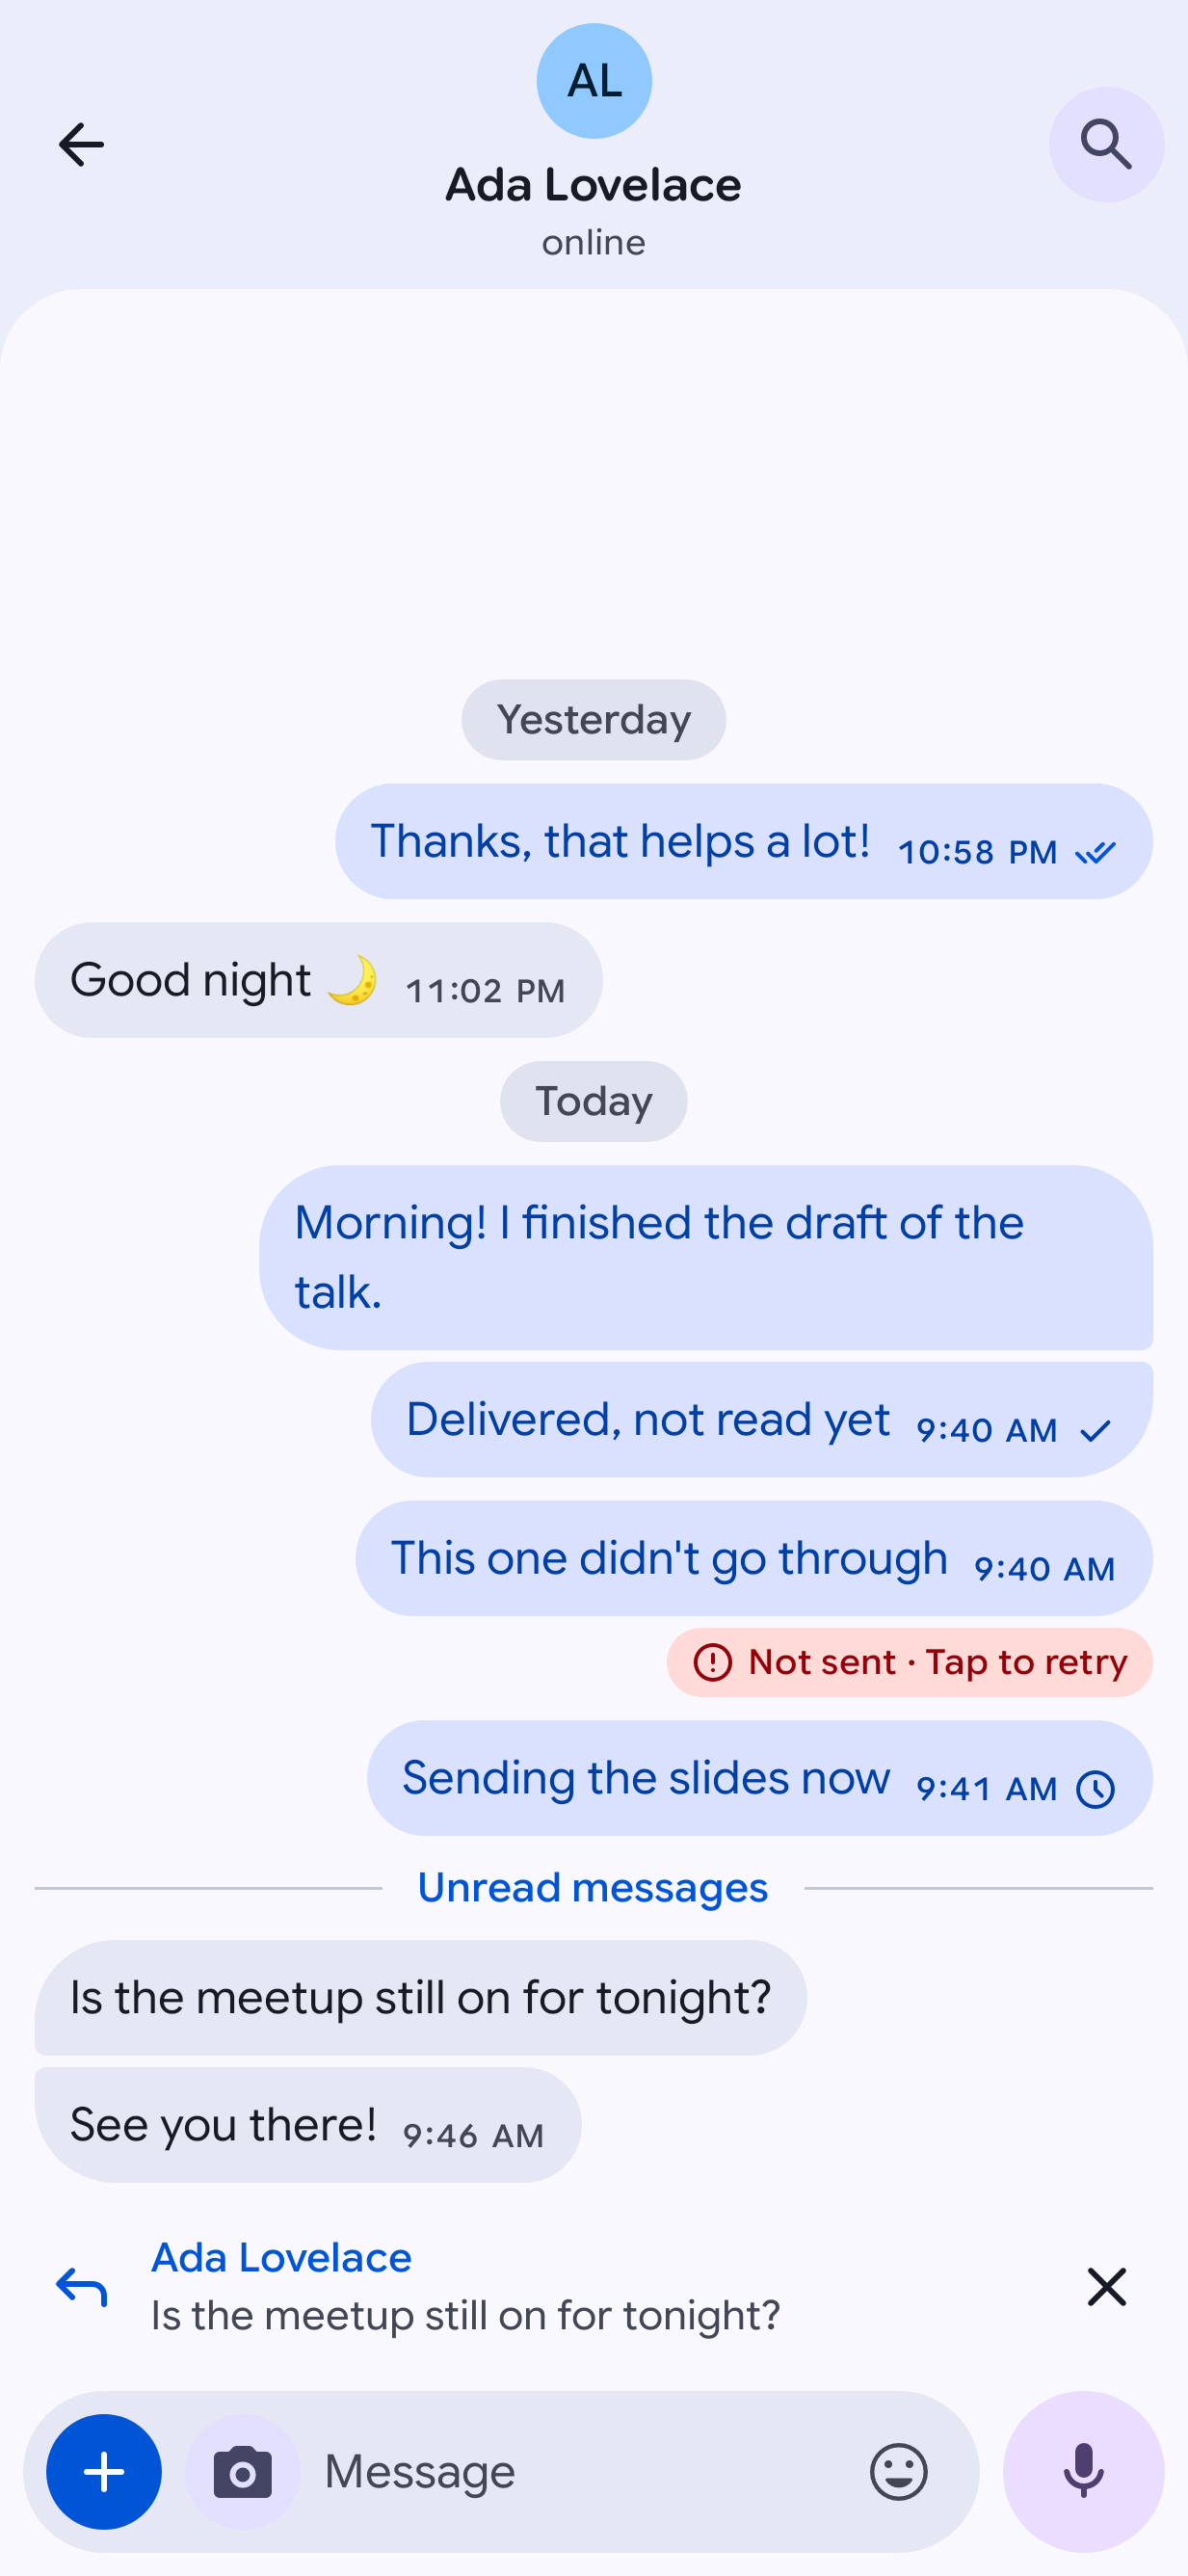 AL
Ada Lovelace
online
Yesterday
Thanks, that helps a lot! 10:58 PM
Good night 🌙 11:02 PM
Today
Morning! I finished the draft of the
talk.
Delivered, not read yet 9:40 AM
This one didn't go through 9:40 AM
Not sent · Tap to retry
Sending the slides now 9:41 AM
Unread messages
Is the meetup still on for tonight?
See you there! 9:46 AM
Ada Lovelace
Is the meetup still on for tonight?
Message